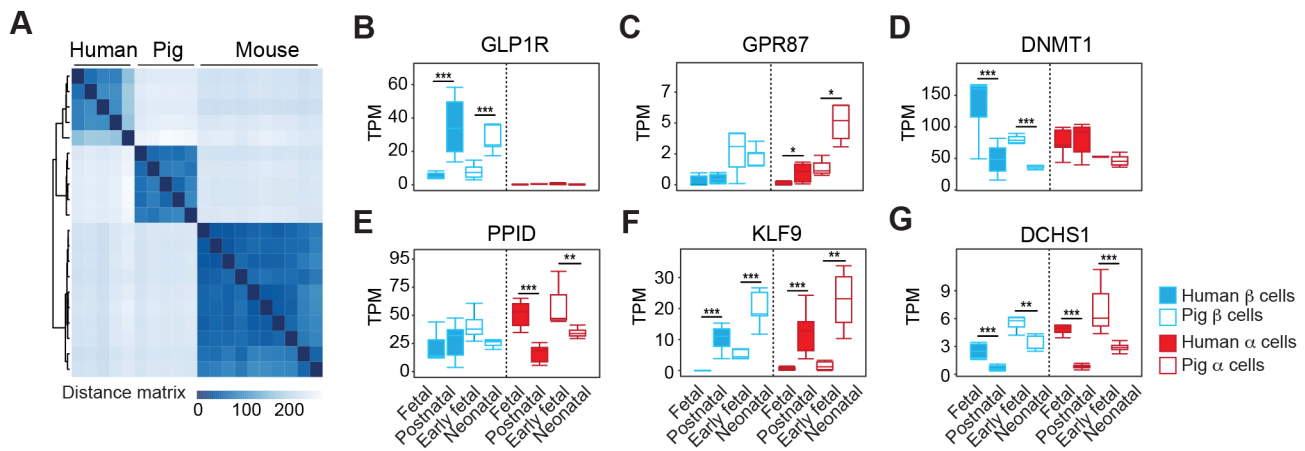 A
Human Pig Mouse
Distance matrix
0 100 200
B
GLP1R
TPM
60
40
20
0
*** ***
C
GPR87
TPM
7
5
2
0
* *
D
DNMT1
TPM
150
100
50
0
*** ***
E
PPID
TPM
95
75
50
25
0
*** **
Fetal
Postnatal
Early fetal
Neonatal
Fetal
Postnatal
Early fetal
Neonatal
F
KLF9
TPM
30
20
10
0
*** *** *** **
Fetal
Postnatal
Early fetal
Neonatal
Fetal
Postnatal
Early fetal
Neonatal
G
DCHS1
TPM
9
6
3
0
*** ** *** ***
Fetal
Postnatal
Early fetal
Neonatal
Fetal
Postnatal
Early fetal
Neonatal
Human β cells
Pig β cells
Human α cells
Pig α cells